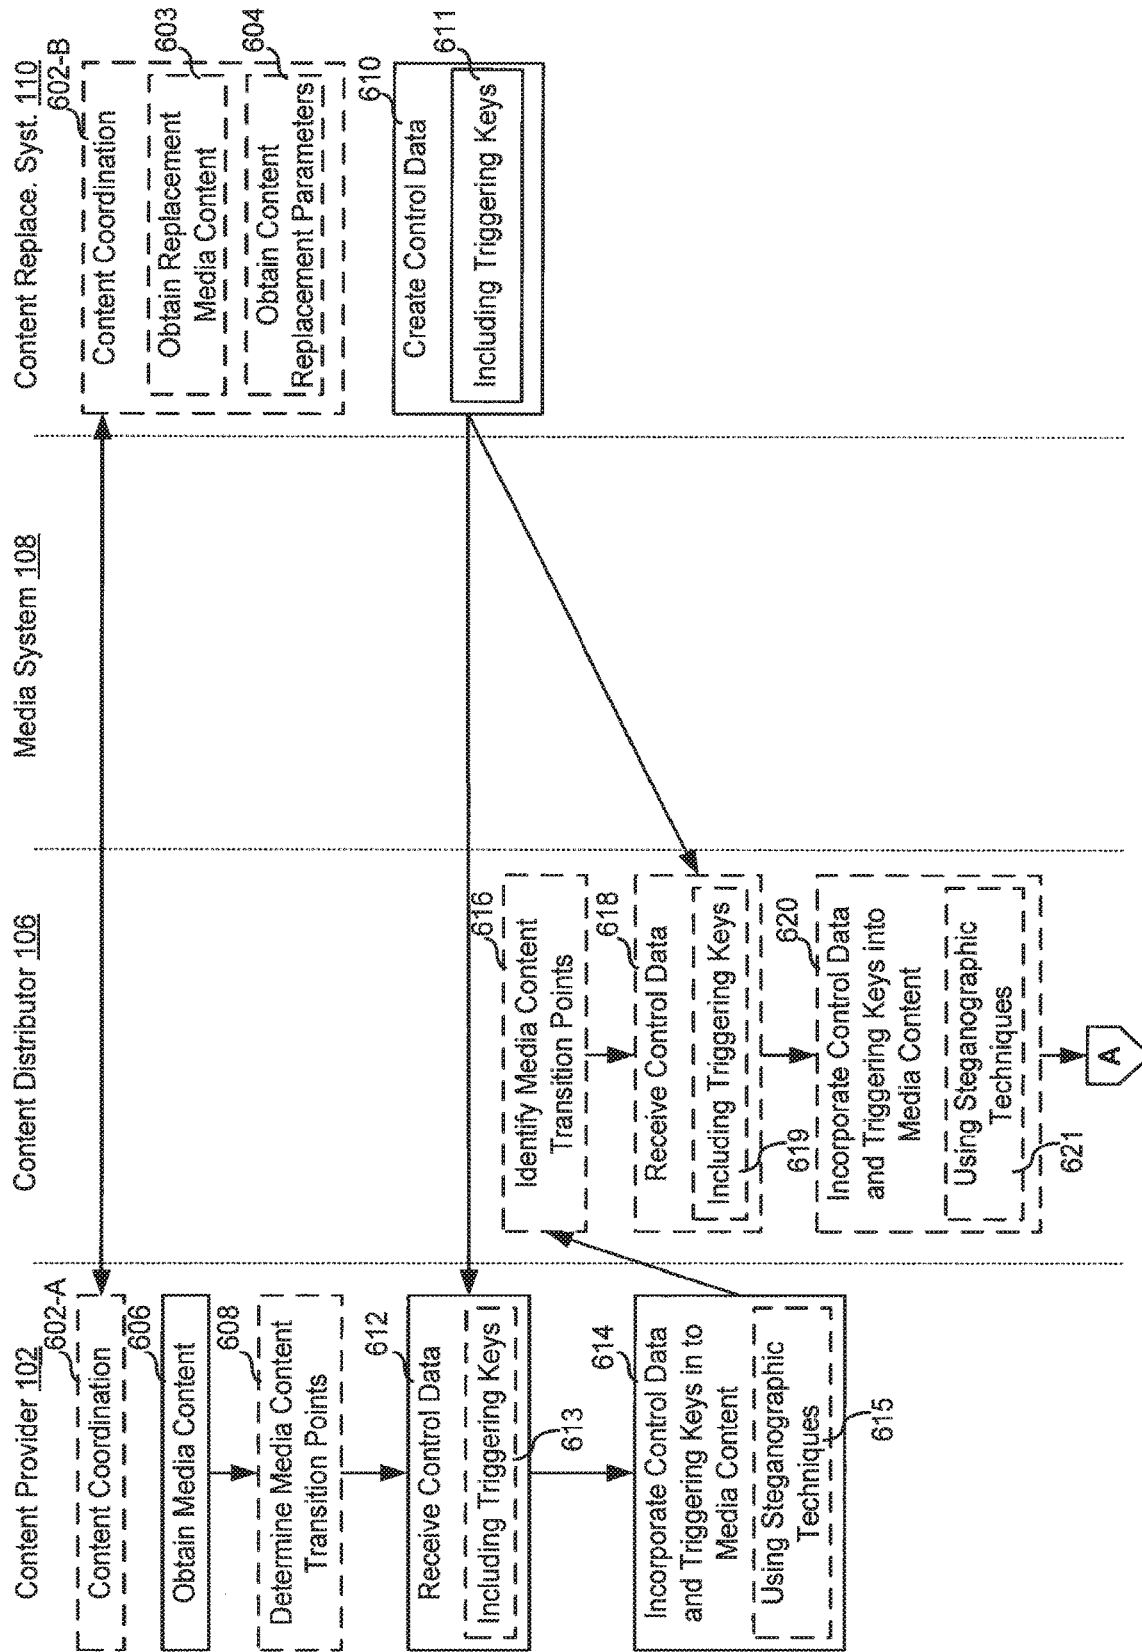 Content Provider 102
602-A
Content Coordination
606
Obtain Media Content
608
Determine Media Content
Transition Points
612
Receive Control Data
Including Triggering Keys
613
614
Incorporate Control Data
and Triggering Keys in to
Media Content
Using Steganographic
Techniques
615
Content Distributor 106
616
Identify Media Content
Transition Points
618
Receive Control Data
Including Triggering Keys
619
620
Incorporate Control Data
and Triggering Keys into
Media Content
Using Steganographic
Techniques
621
A
Media System 108
Content Replace. Syst. 110
602-B
Content Coordination
603
Obtain Replacement
Media Content
604
Obtain Content
Replacement Parameters
610
Create Control Data
611
Including Triggering Keys